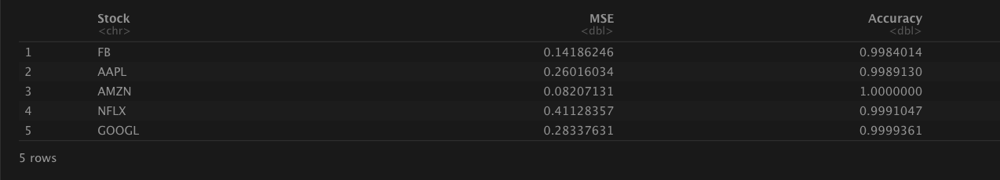 Stock MSE Accuracy
<chr> <dbl> <dbl>
1 FB 0.14186246 0.9984014
2 AAPL 0.26016034 0.9989130
3 AMZN 0.08207131 1.0000000
4 NFLX 0.41128357 0.9991047
5 GOOGL 0.28337631 0.9999361
5 rows